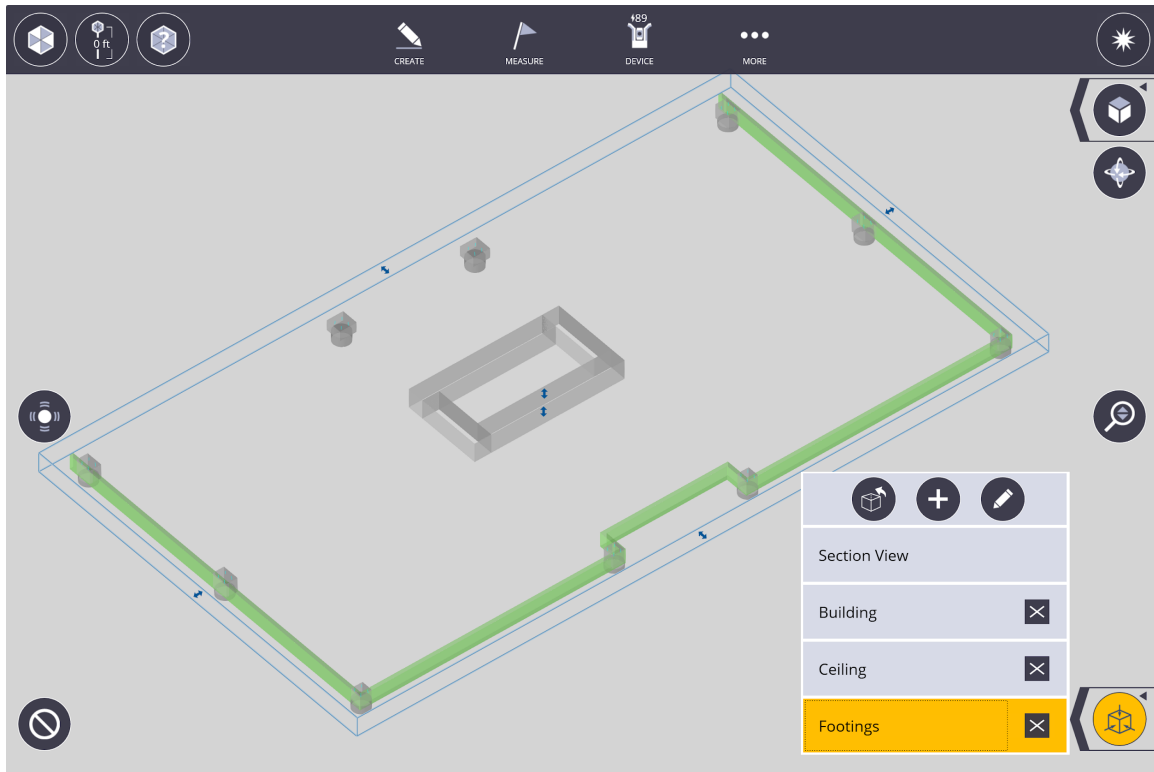 0 ft
?
CREATE
MEASURE
89
DEVICE
MORE
Section View
Building
Ceiling
Footings